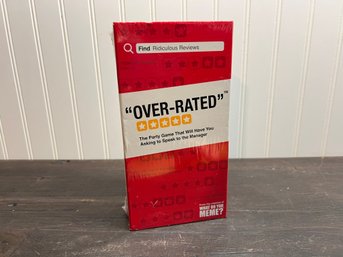 Find Ridiculous Reviews
"OVER-RATED"™
The Party Game That Will Have You
Asking to Speak to the Manager
WHAT DO YOU
MEME?